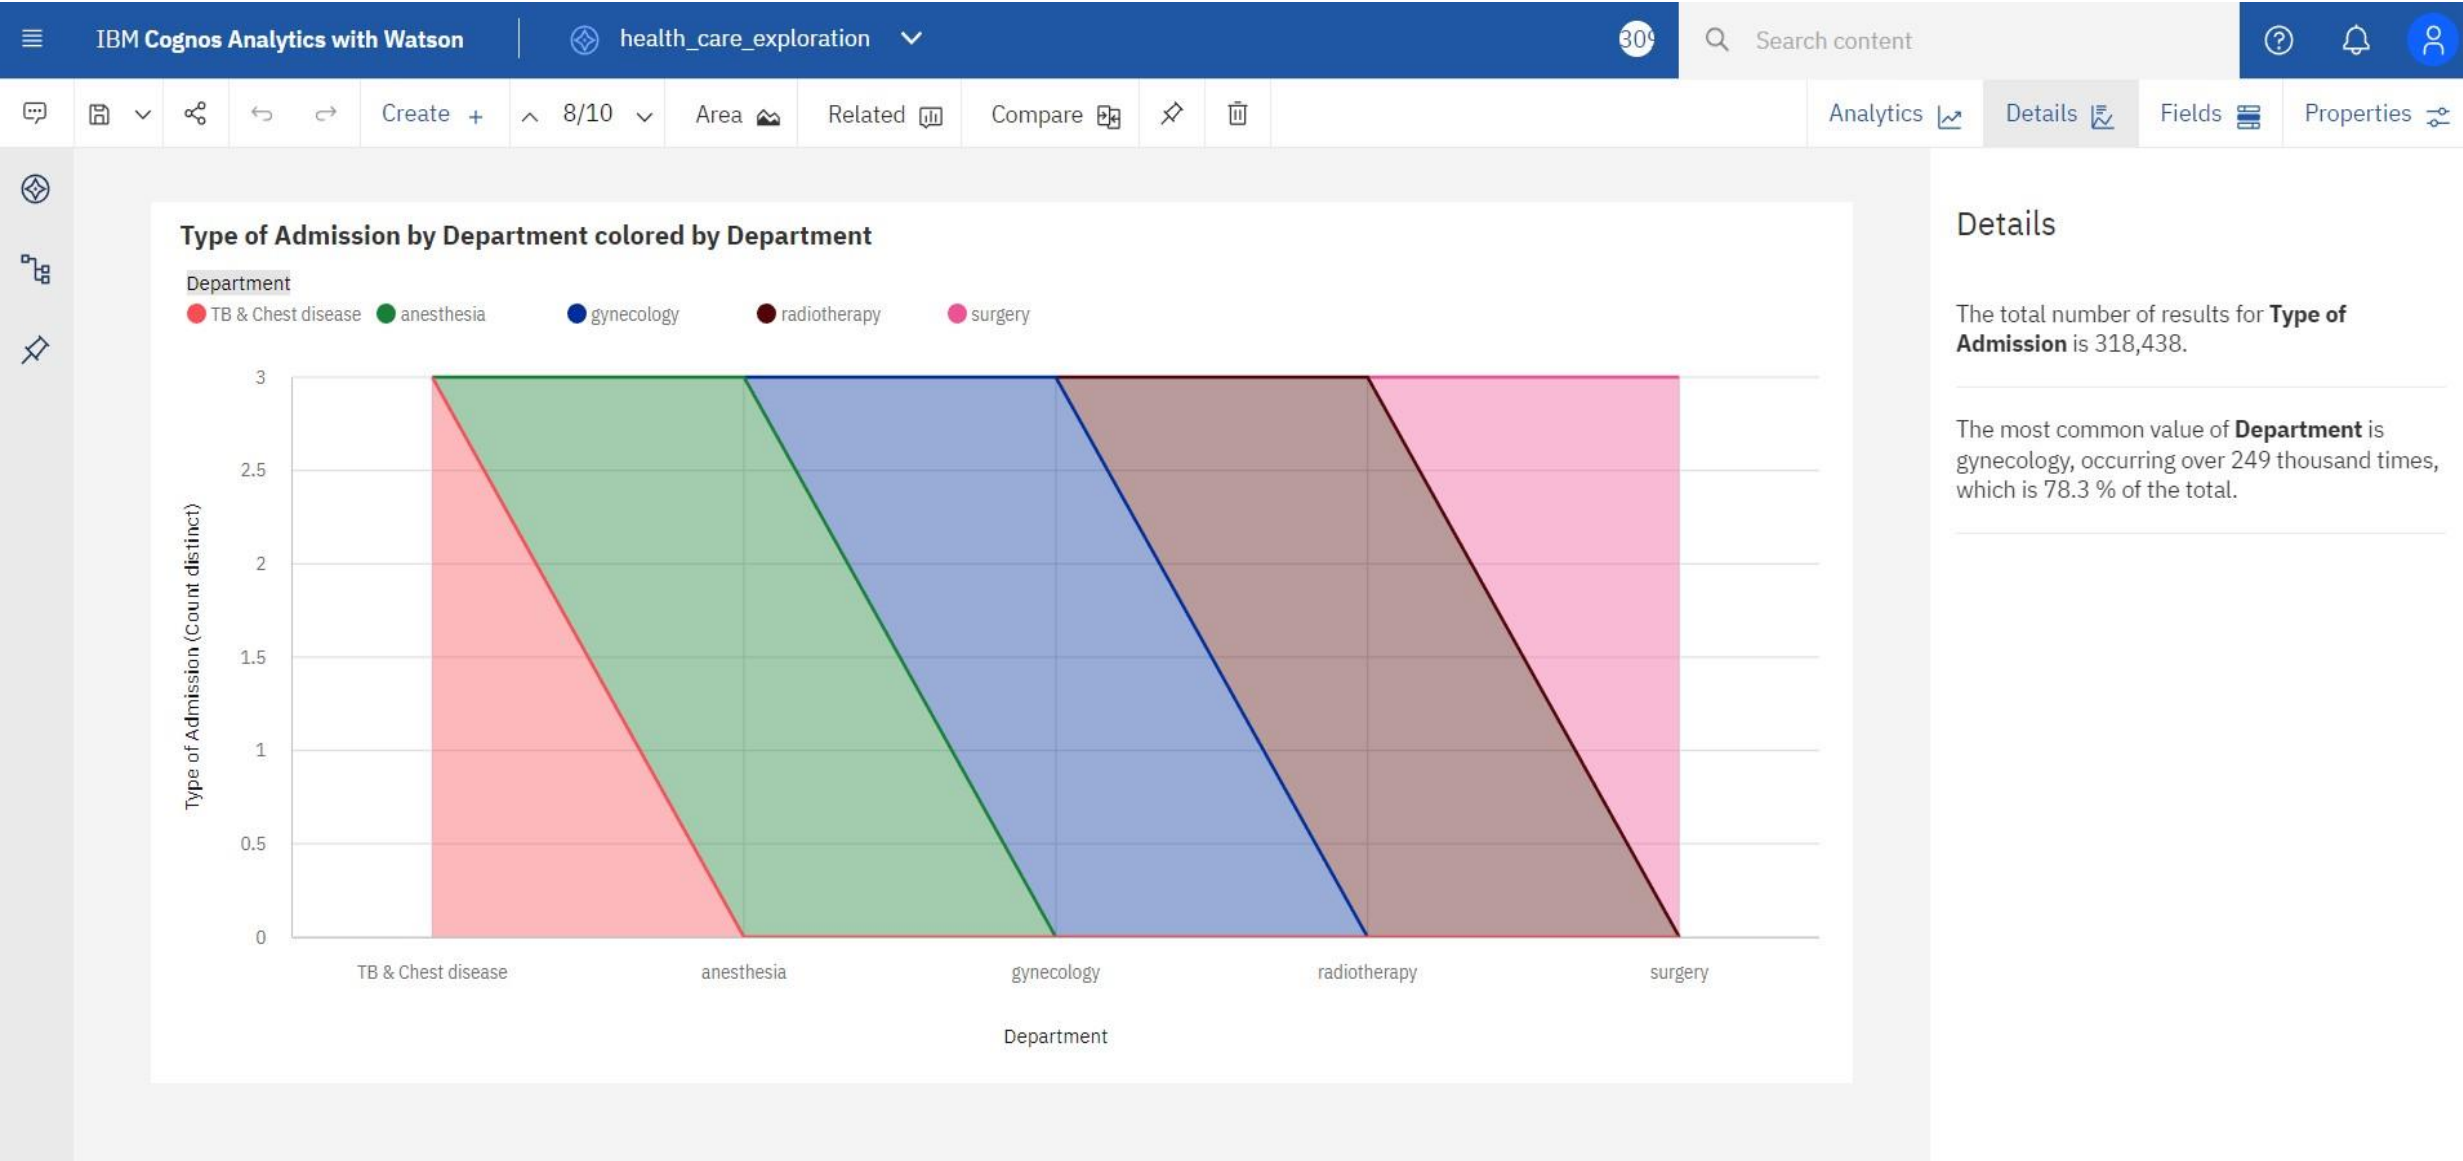 IBM Cognos Analytics with Watson
health_care_exploration
Search content
Create +
8/10
Area
Related
Compare
Analytics
Details
Fields
Properties
Type of Admission by Department colored by Department
Department
TB & Chest disease
anesthesia
gynecology
radiotherapy
surgery
3
2.5
2
1.5
1
0.5
0
Type of Admission (Count distinct)
TB & Chest disease
anesthesia
gynecology
radiotherapy
surgery
Department
Details
The total number of results for Type of
Admission is 318,438.
The most common value of Department is
gynecology, occurring over 249 thousand times,
which is 78.3 % of the total.